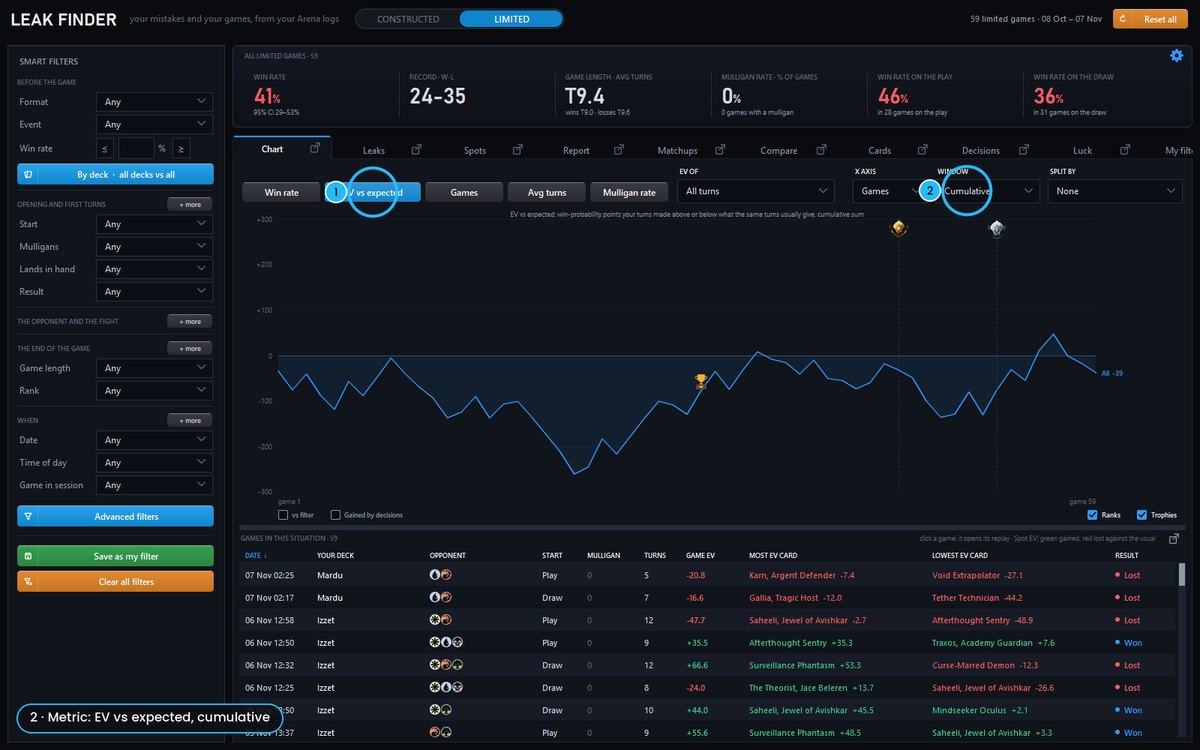 LEAK FINDER your mistakes and your games, from your Arena logs CONSTRUCTED LIMITED 59 limited games · 08 Oct – 07 Nov Reset all
SMART FILTERS
BEFORE THE GAME
Format Any
Event Any
Win rate ≤ % ≥
By deck · all decks vs all
OPENING AND FIRST TURNS + more
Start Any
Mulligans Any
Lands in hand Any
Result Any
THE OPPONENT AND THE FIGHT + more
THE END OF THE GAME + more
Game length Any
Rank Any
WHEN + more
Date Any
Time of day Any
Game in session Any
Advanced filters
Save as my filter
Clear all filters
ALL LIMITED GAMES · 59
WIN RATE
41%
95% CI 29–53%
RECORD · W-L
24-35
GAME LENGTH · AVG TURNS
T9.4
wins T9.0 · losses T9.6
MULLIGAN RATE · % OF GAMES
0%
0 games with a mulligan
WIN RATE ON THE PLAY
46%
in 28 games on the play
WIN RATE ON THE DRAW
36%
in 31 games on the draw
Chart Leaks Spots Report Matchups Compare Cards Decisions Luck My filt
EV OF X AXIS WINDOW SPLIT BY
Win rate 1 V vs expected Games Avg turns Mulligan rate All turns Games 2 Cumulative None
EV vs expected: win-probability points your turns made above or below what the same turns usually give, cumulative sum
+300
+200
+100
0
-100
-200
-300
All -39
game 1 game 59
vs filter Gained by decisions Ranks Trophies
GAMES IN THIS SITUATION · 59 click a game: it opens its replay · Spot EV: green gained, red lost against the usual
DATE ↓ YOUR DECK OPPONENT START MULLIGAN TURNS GAME EV MOST EV CARD LOWEST EV CARD RESULT
07 Nov 02:25 Mardu Play 0 5 -20.8 Karn, Argent Defender -7.4 Void Extrapolator -27.1 Lost
07 Nov 02:17 Mardu Draw 0 7 -16.6 Gallia, Tragic Host -12.0 Tether Technician -44.2 Lost
06 Nov 12:58 Izzet Play 0 12 -47.7 Saheeli, Jewel of Avishkar -2.7 Afterthought Sentry -48.9 Lost
06 Nov 12:50 Izzet Play 0 9 +35.5 Afterthought Sentry +35.3 Traxos, Academy Guardian +7.6 Won
06 Nov 12:32 Izzet Draw 0 12 +66.6 Surveillance Phantasm +53.3 Curse-Marred Demon -12.3 Lost
06 Nov 12:25 Izzet Draw 0 8 -24.0 The Theorist, Jace Beleren +13.7 Saheeli, Jewel of Avishkar -26.6 Lost
:50 Izzet Draw 0 10 +44.0 Saheeli, Jewel of Avishkar +45.5 Mindseeker Oculus +2.1 Won
13:37 Izzet Play 0 9 +55.6 Surveillance Phantasm +48.5 Saheeli, Jewel of Avishkar +3.3 Won
2 · Metric: EV vs expected, cumulative